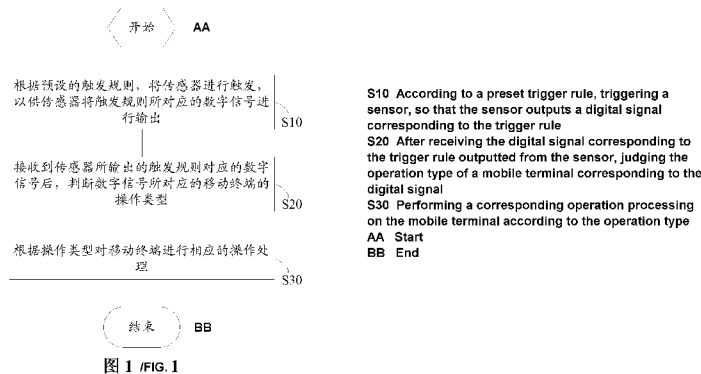 开始 AA
根据预设的触发规则，将传感器进行触发，
以供传感器将触发规则所对应的数字信号进
行输出
S10
接收到传感器所输出的触发规则对应的数字
信号后，判断数字信号所对应的移动终端的
操作类型
S20
根据操作类型对移动终端进行相应的操作处
理
S30
结束 BB
图 1 /FIG. 1
S10 According to a preset trigger rule, triggering
a sensor, so that the sensor outputs a digital signal
corresponding to the trigger rule
S20 After receiving the digital signal corresponding to
the trigger rule outputted from the sensor, judging the
operation type of a mobile terminal corresponding to the
digital signal
S30 Performing a corresponding operation processing
on the mobile terminal according to the operation type
AA Start
BB End